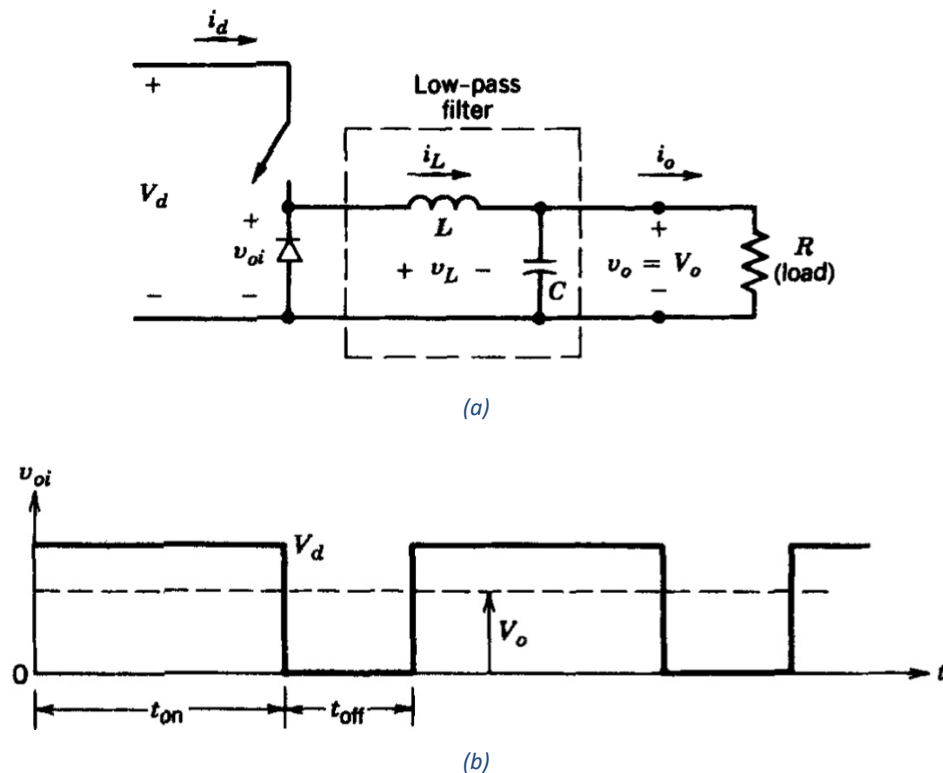 i_d
+
Low-pass
filter
i_L
i_o
V_d
+
L
+
R
v_oi
+ v_L −
C
v_o = V_o
(load)
−
−
−
(a)
v_oi
V_d
V_o
0
t
t_on
t_off
(b)